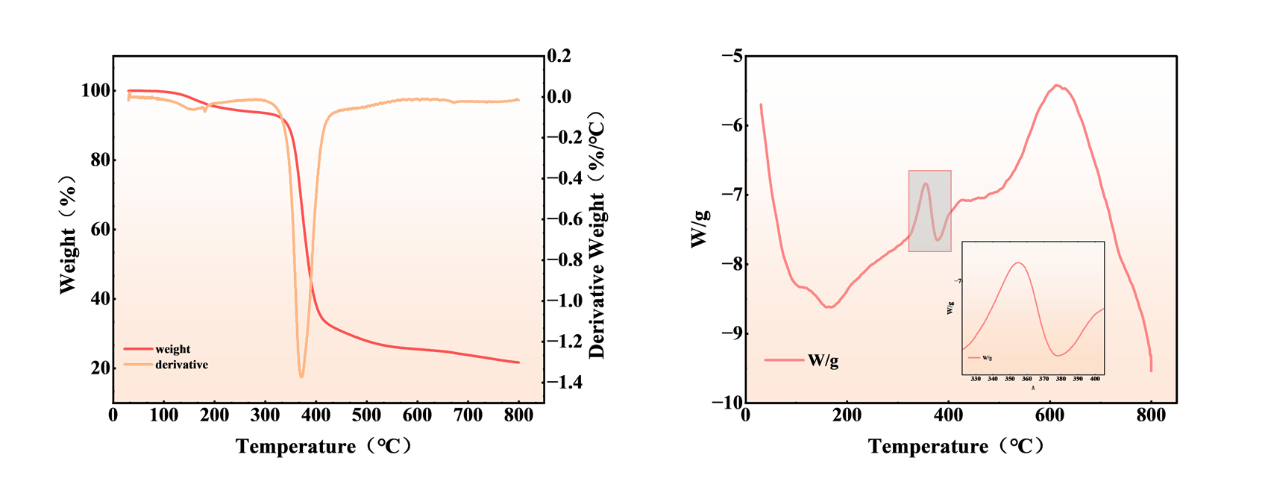 0.2
100
0.0
−0.2
80
−0.4
60
−0.6
−0.8
40
−1.0
−1.2
20
−1.4
0 100 200 300 400 500 600 700 800
Weight（%）
Derivative Weight（%/℃）
weight
derivative
Temperature（℃）
−5
−6
−7
−8
−9
−10
0 200 400 600 800
W/g
W/g
Temperature（℃）
−7
W/g
W/g
330 340 350 360 370 380 390 400
A